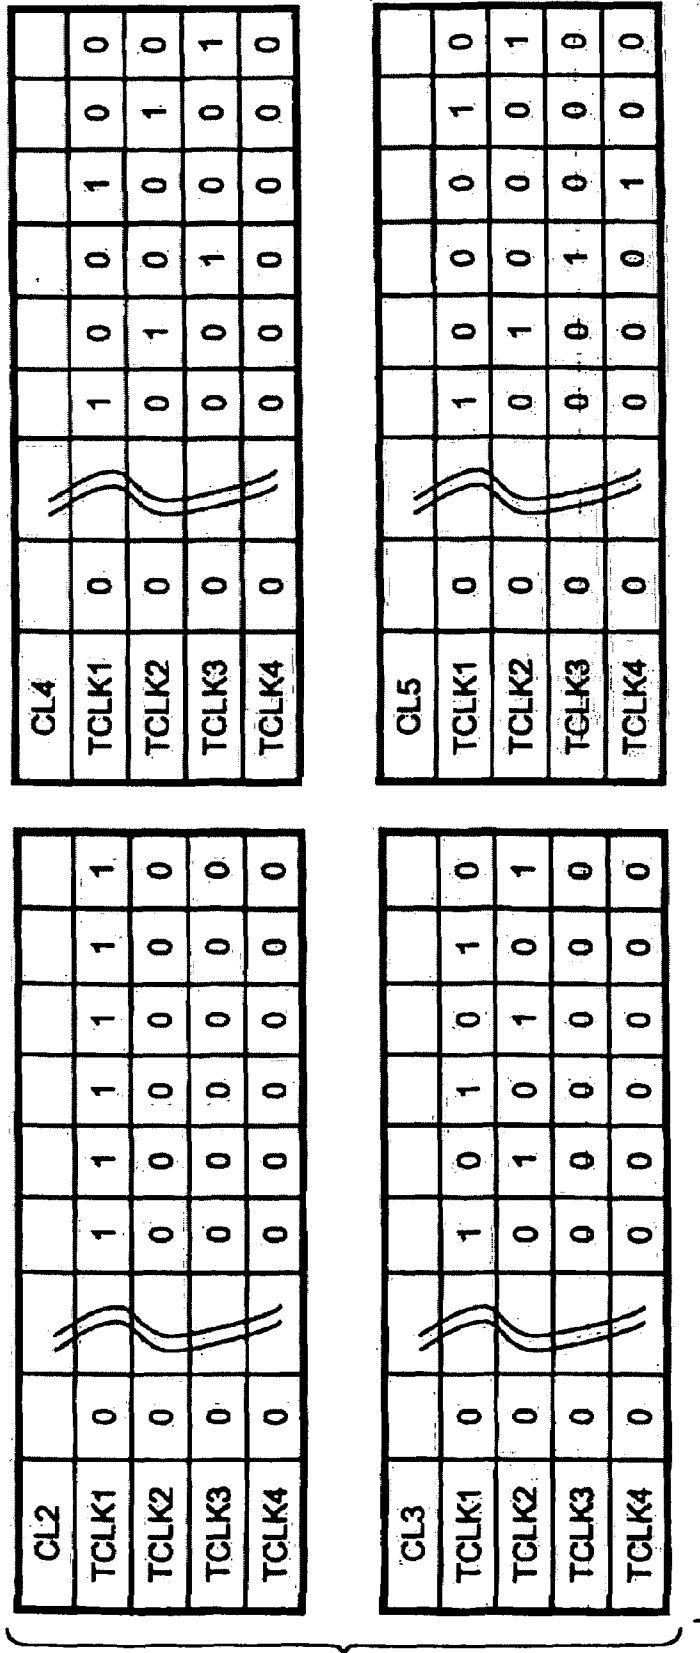 CL2
TCLK1 0 1 1 1 1 1 1
TCLK2 0 0 0 0 0 0 0
TCLK3 0 0 0 0 0 0 0
TCLK4 0 0 0 0 0 0 0
CL4
TCLK1 0 1 0 0 1 0 0
TCLK2 0 0 1 0 0 1 0
TCLK3 0 0 0 1 0 0 1
TCLK4 0 0 0 0 0 0 0
CL3
TCLK1 0 1 0 1 0 1 0
TCLK2 0 0 1 0 1 0 1
TCLK3 0 0 0 0 0 0 0
TCLK4 0 0 0 0 0 0 0
CL5
TCLK1 0 1 0 0 0 1 0
TCLK2 0 0 1 0 0 0 1
TCLK3 0 0 0 1 0 0 0
TCLK4 0 0 0 0 1 0 0